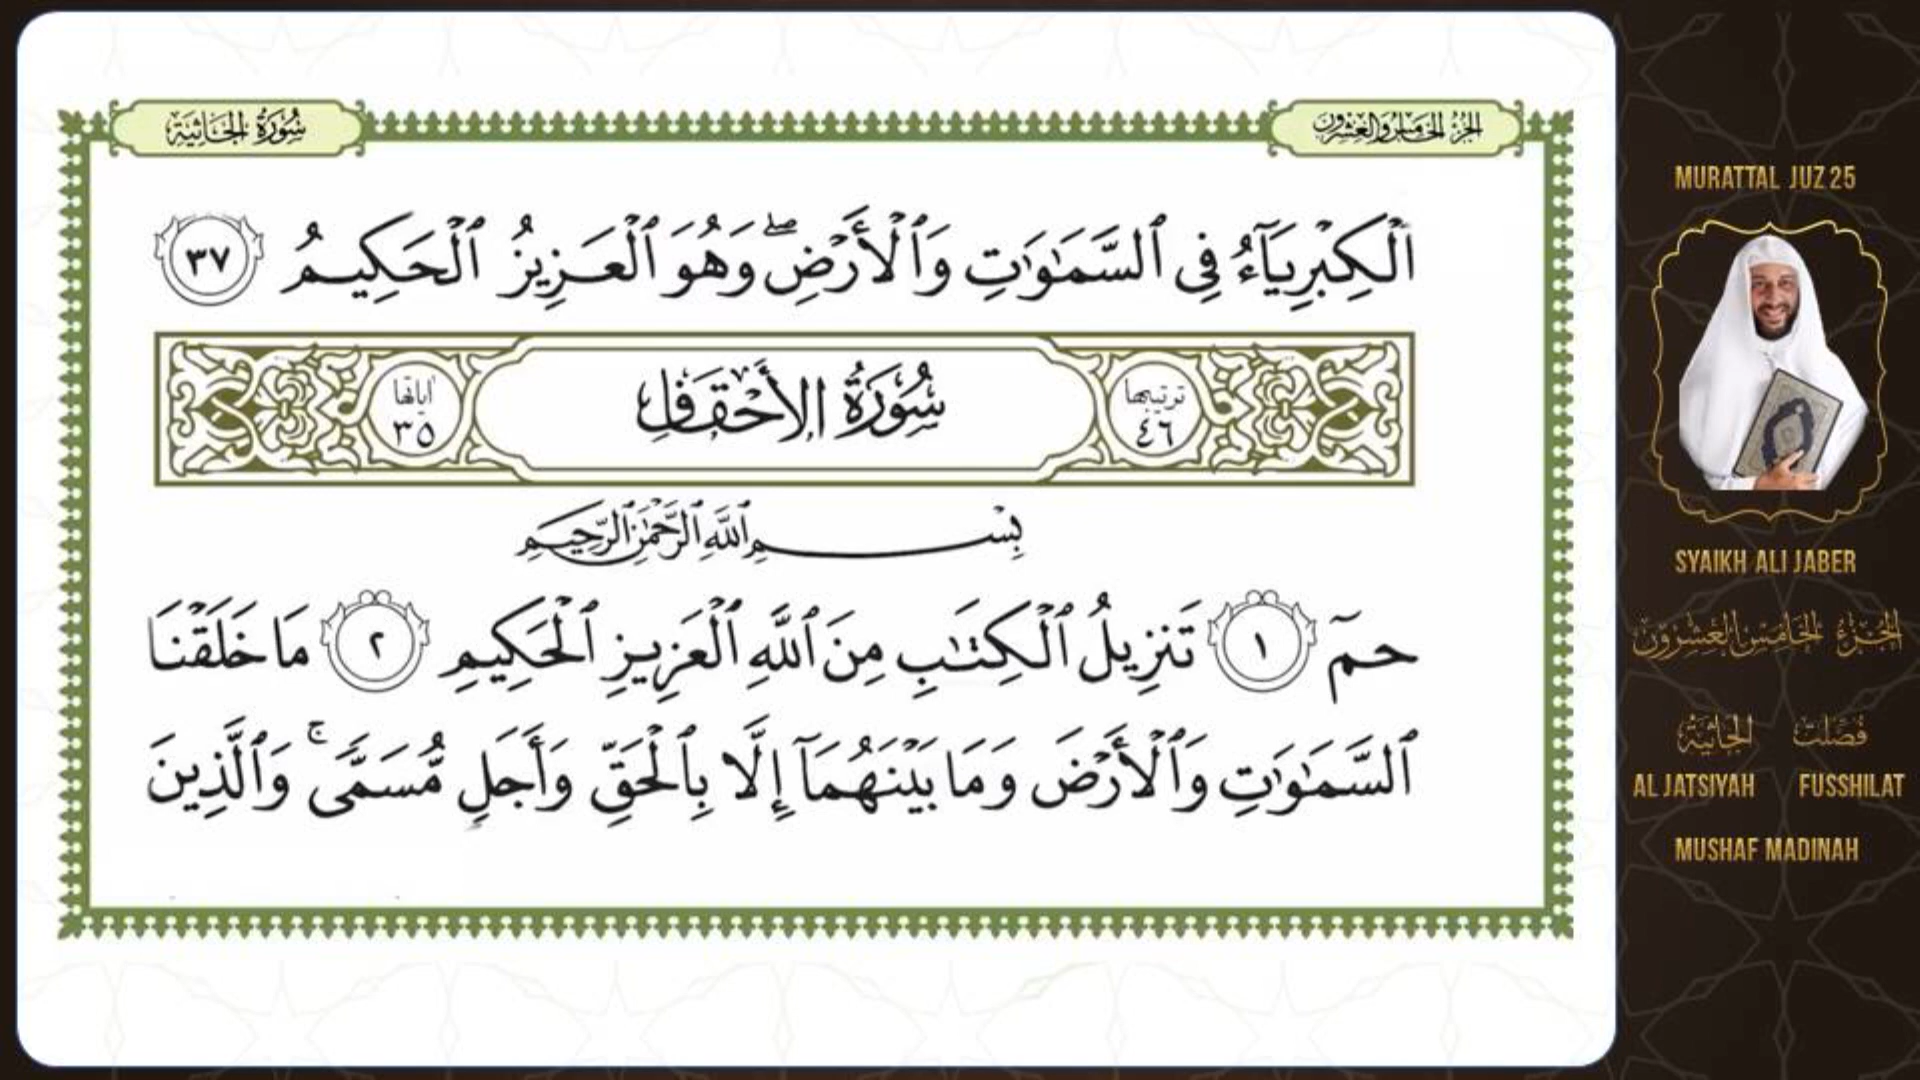 سُورَةُ الجَاثِيَة
الجُزْءُ الخَامِسُ وَالعِشْرُونَ
ٱلْكِبْرِيَآءُ فِى ٱلسَّمَٰوَٰتِ وَٱلْأَرْضِ ۖ وَهُوَ ٱلْعَزِيزُ ٱلْحَكِيمُ ٣٧
ترتيبها ٤٦
سُورَةُ الأَحْقَافِ
آياتها ٣٥
بِسْمِ ٱللَّهِ ٱلرَّحْمَٰنِ ٱلرَّحِيمِ
حمٓ ١ تَنزِيلُ ٱلْكِتَٰبِ مِنَ ٱللَّهِ ٱلْعَزِيزِ ٱلْحَكِيمِ ٢ مَا خَلَقْنَا
ٱلسَّمَٰوَٰتِ وَٱلْأَرْضَ وَمَا بَيْنَهُمَآ إِلَّا بِٱلْحَقِّ وَأَجَلٍ مُّسَمًّى ۚ وَٱلَّذِينَ
MURATTAL JUZ 25
SYAIKH ALI JABER
الجُزْءُ الخَامِسُ العِشْرُونَ
فُصِّلَت الجَاثِيَة
AL JATSIYAH FUSSHILAT
MUSHAF MADINAH